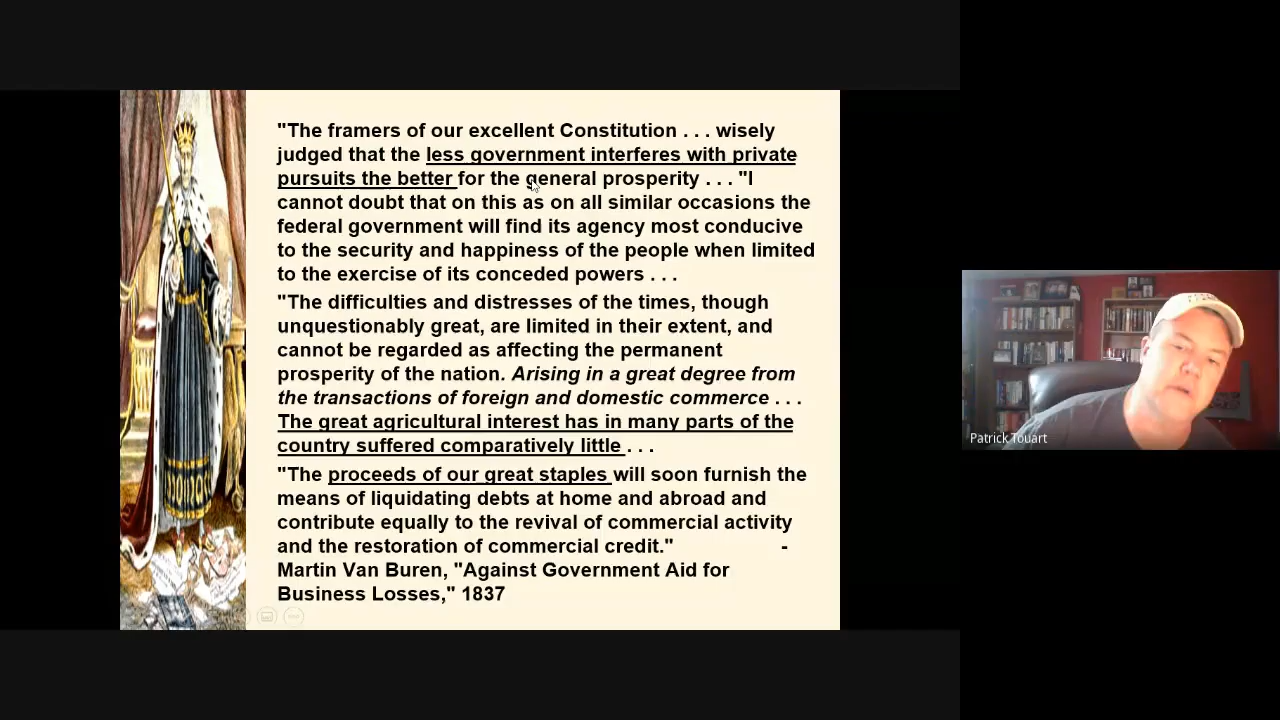 "The framers of our excellent Constitution . . . wisely
judged that the less government interferes with private
pursuits the better for the general prosperity . . . "I
cannot doubt that on this as on all similar occasions the
federal government will find its agency most conducive
to the security and happiness of the people when limited
to the exercise of its conceded powers . . .
"The difficulties and distresses of the times, though
unquestionably great, are limited in their extent, and
cannot be regarded as affecting the permanent
prosperity of the nation. Arising in a great degree from
the transactions of foreign and domestic commerce . . .
The great agricultural interest has in many parts of the
country suffered comparatively little . . .
"The proceeds of our great staples will soon furnish the
means of liquidating debts at home and abroad and
contribute equally to the revival of commercial activity
and the restoration of commercial credit." -
Martin Van Buren, "Against Government Aid for
Business Losses," 1837
Patrick Touart